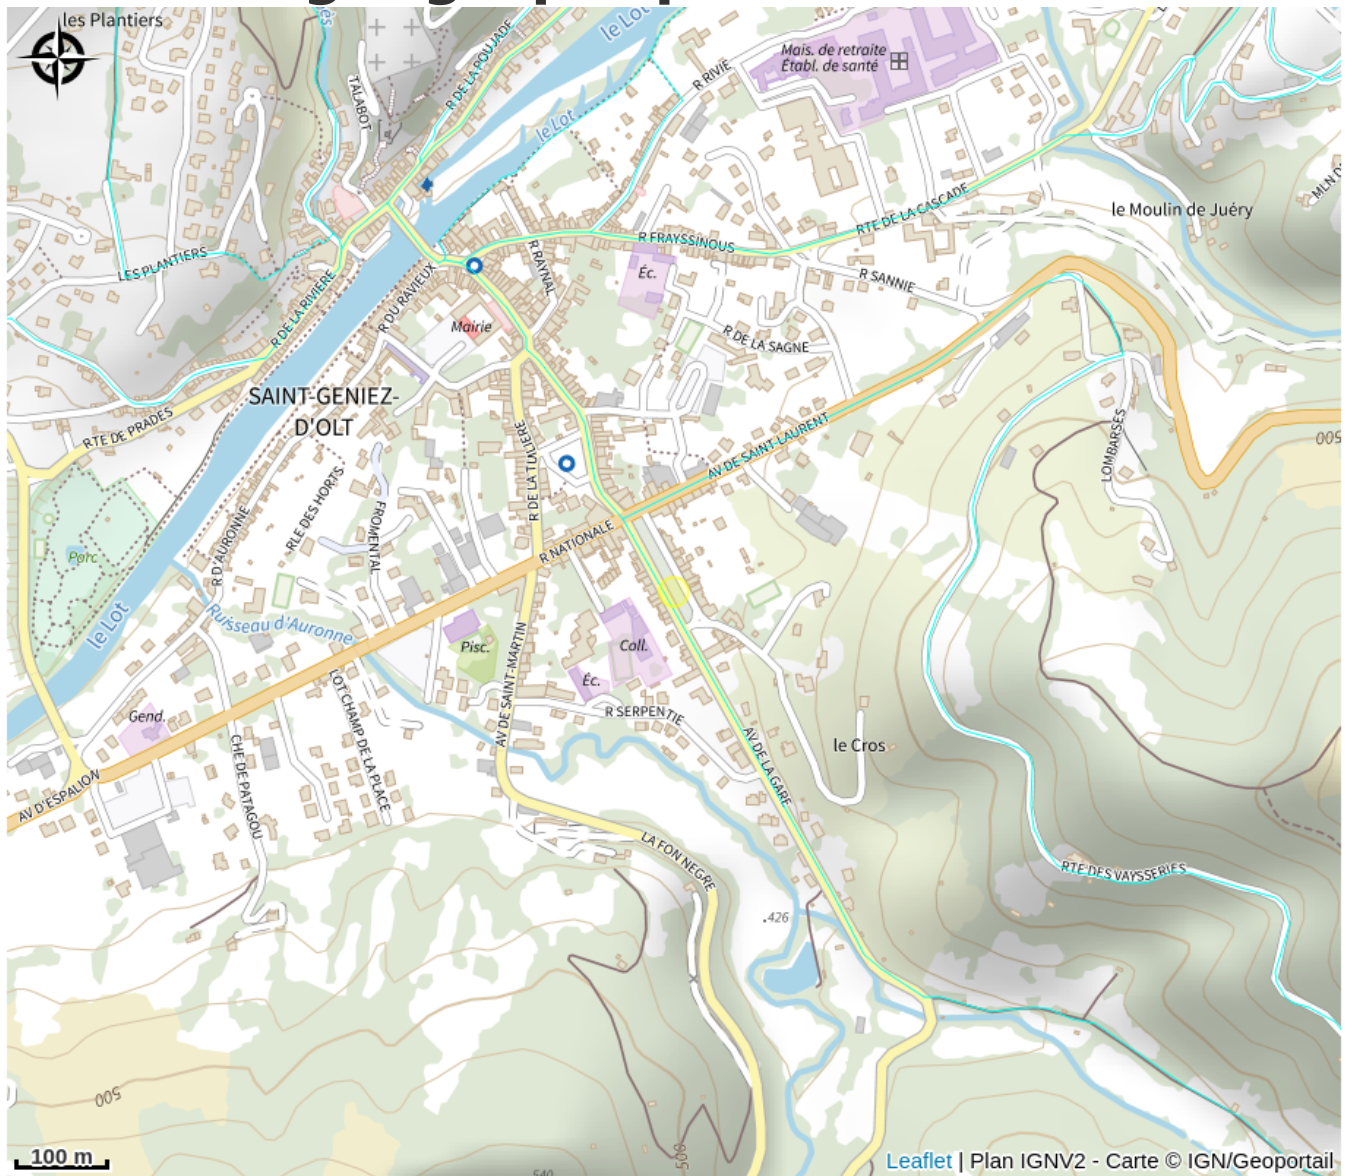 les Plantiers
le Lot
R DE LA POUJADE
TALABOT
Mais. de retraite
Établ. de santé
R RIVIÉ
le Lot
RTE DE LA CASCADE
le Moulin de Juéry
R FRAYSSINOUS
LES PLANTIERS
R RAYNAL
Éc.
R SANNIE
R DE LA RIVIÈRE
R DU RAVIEUX
Mairie
R DE LA SAGNE
SAINT-GENIEZ-
D'OLT
RTE DE PRADES
R DE LA TUILIERE
AV DE SAINT-LAURENT
LOMBARSES
500
RLE DES HORTS
FROMENTAL
R D'AURONNE
R NATIONALE
Parc
le Lot
Ruisseau d'Auronne
Pisc.
Coll.
Éc.
AV DE SAINT-MARTIN
R SERPENTIE
Gend.
LOT CHAMP DE LA PLACE
CHE DE PATAGOU
AV DE LA GARE
le Cros
AV D'ESPALION
LA FON NEGRE
RTE DES VAYSSERIES
.426
500
500
540
100 m
Leaflet | Plan IGNV2 - Carte © IGN/Geoportail